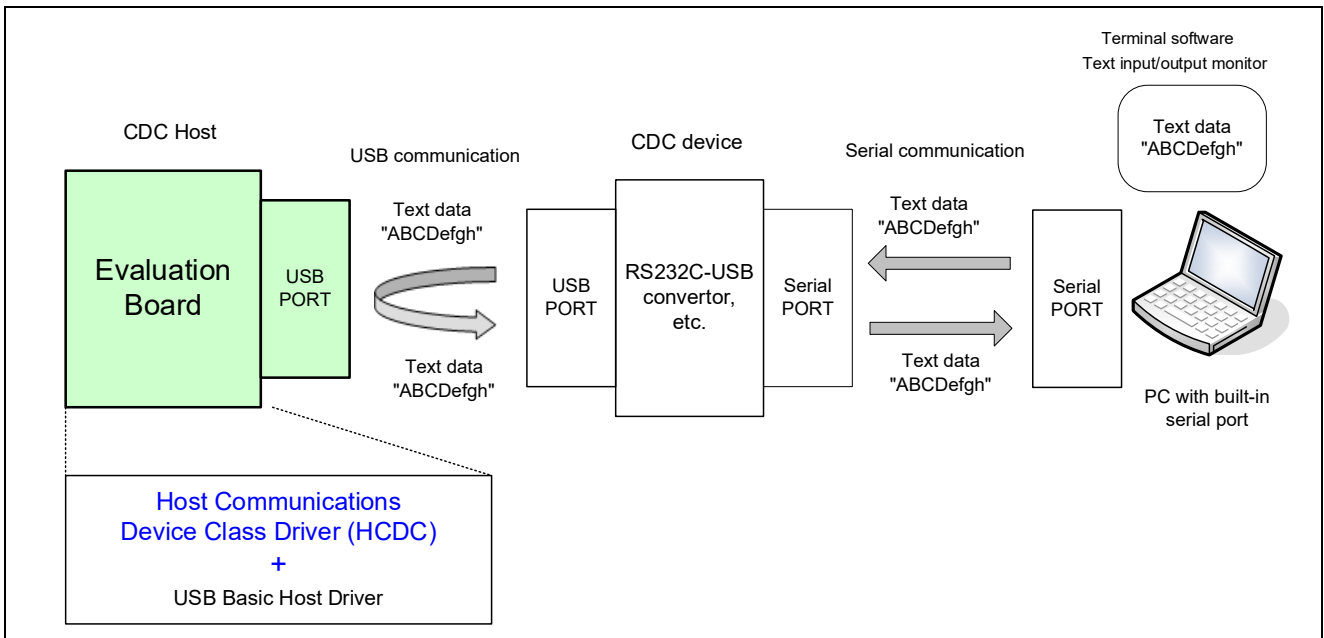 Terminal software
Text input/output monitor
CDC Host
USB communication
CDC device
Serial communication
Text data
"ABCDefgh"
Text data
"ABCDefgh"
Text data
"ABCDefgh"
Evaluation
Board
USB
PORT
USB
PORT
RS232C-USB
convertor,
etc.
Serial
PORT
Serial
PORT
Text data
"ABCDefgh"
Text data
"ABCDefgh"
PC with built-in
serial port
Host Communications
Device Class Driver (HCDC)
+
USB Basic Host Driver